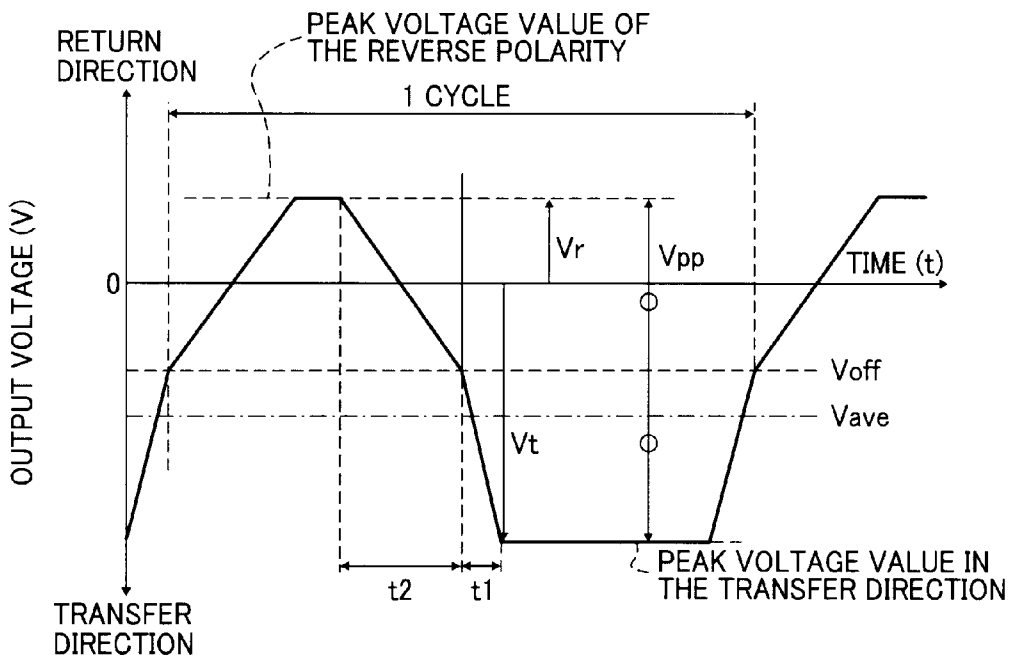 PEAK VOLTAGE VALUE OF
THE REVERSE POLARITY
RETURN
DIRECTION
1 CYCLE
OUTPUT VOLTAGE (V)
0
Vr
Vpp
TIME (t)
Voff
Vave
Vt
t2
t1
PEAK VOLTAGE VALUE IN
THE TRANSFER DIRECTION
TRANSFER
DIRECTION